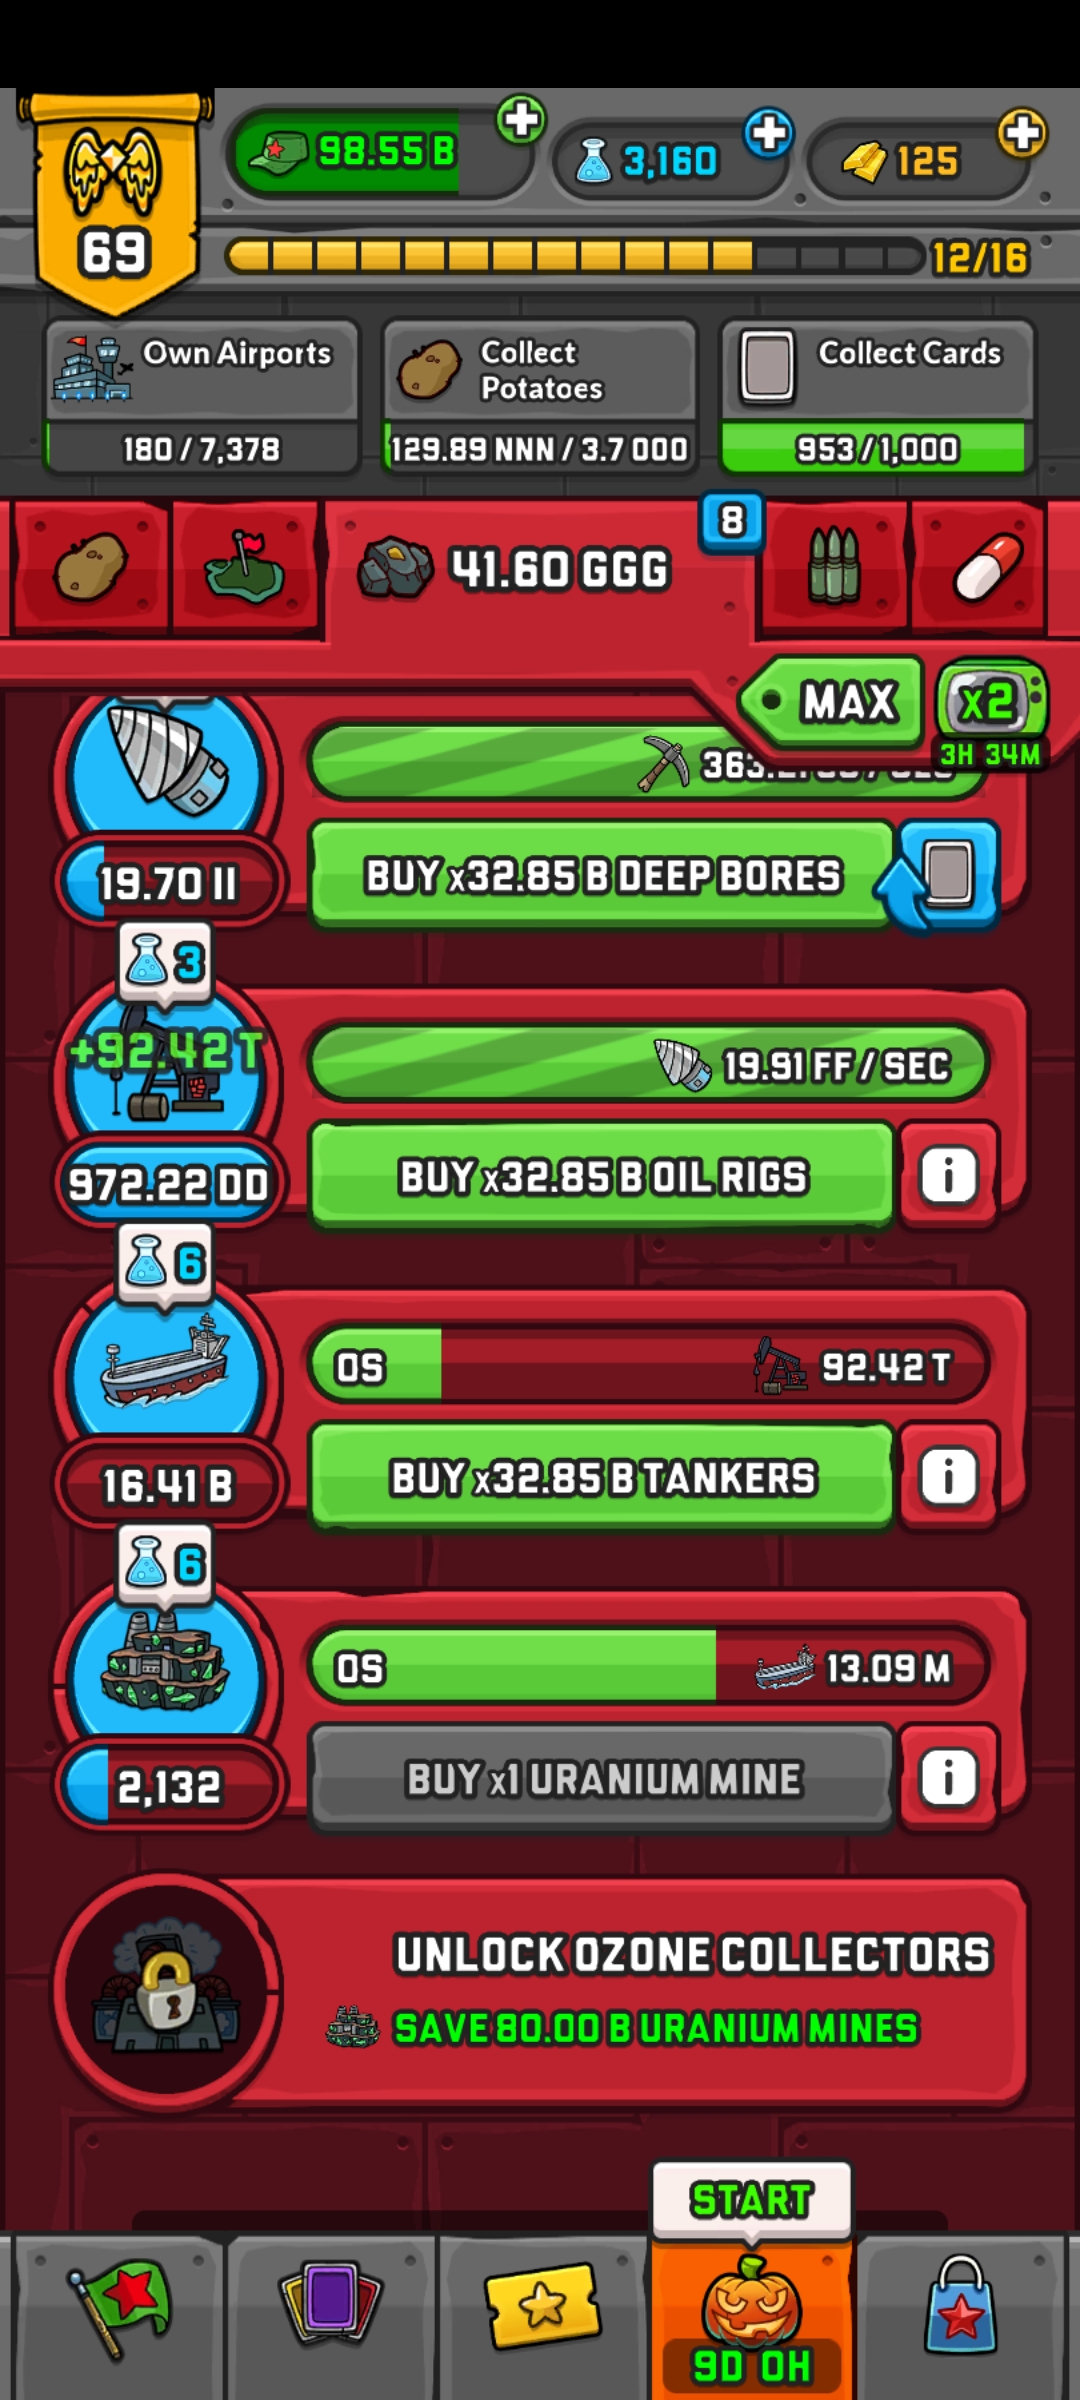 98.55 B
3,160
125
69
12/16
Own Airports
180 / 7,378
Collect
Potatoes
129.89 NNN / 3.7 OOO
Collect Cards
953 / 1,000
41.60 GGG
8
MAX
x2
3H 34M
19.70 II
BUY x32.85 B DEEP BORES
3
+92.42 T
19.91 FF / SEC
972.22 DD
BUY x32.85 B OIL RIGS
6
0S
92.42 T
16.41 B
BUY x32.85 B TANKERS
6
0S
13.09 M
2,132
BUY x1 URANIUM MINE
UNLOCK OZONE COLLECTORS
SAVE 80.00 B URANIUM MINES
START
9D 0H